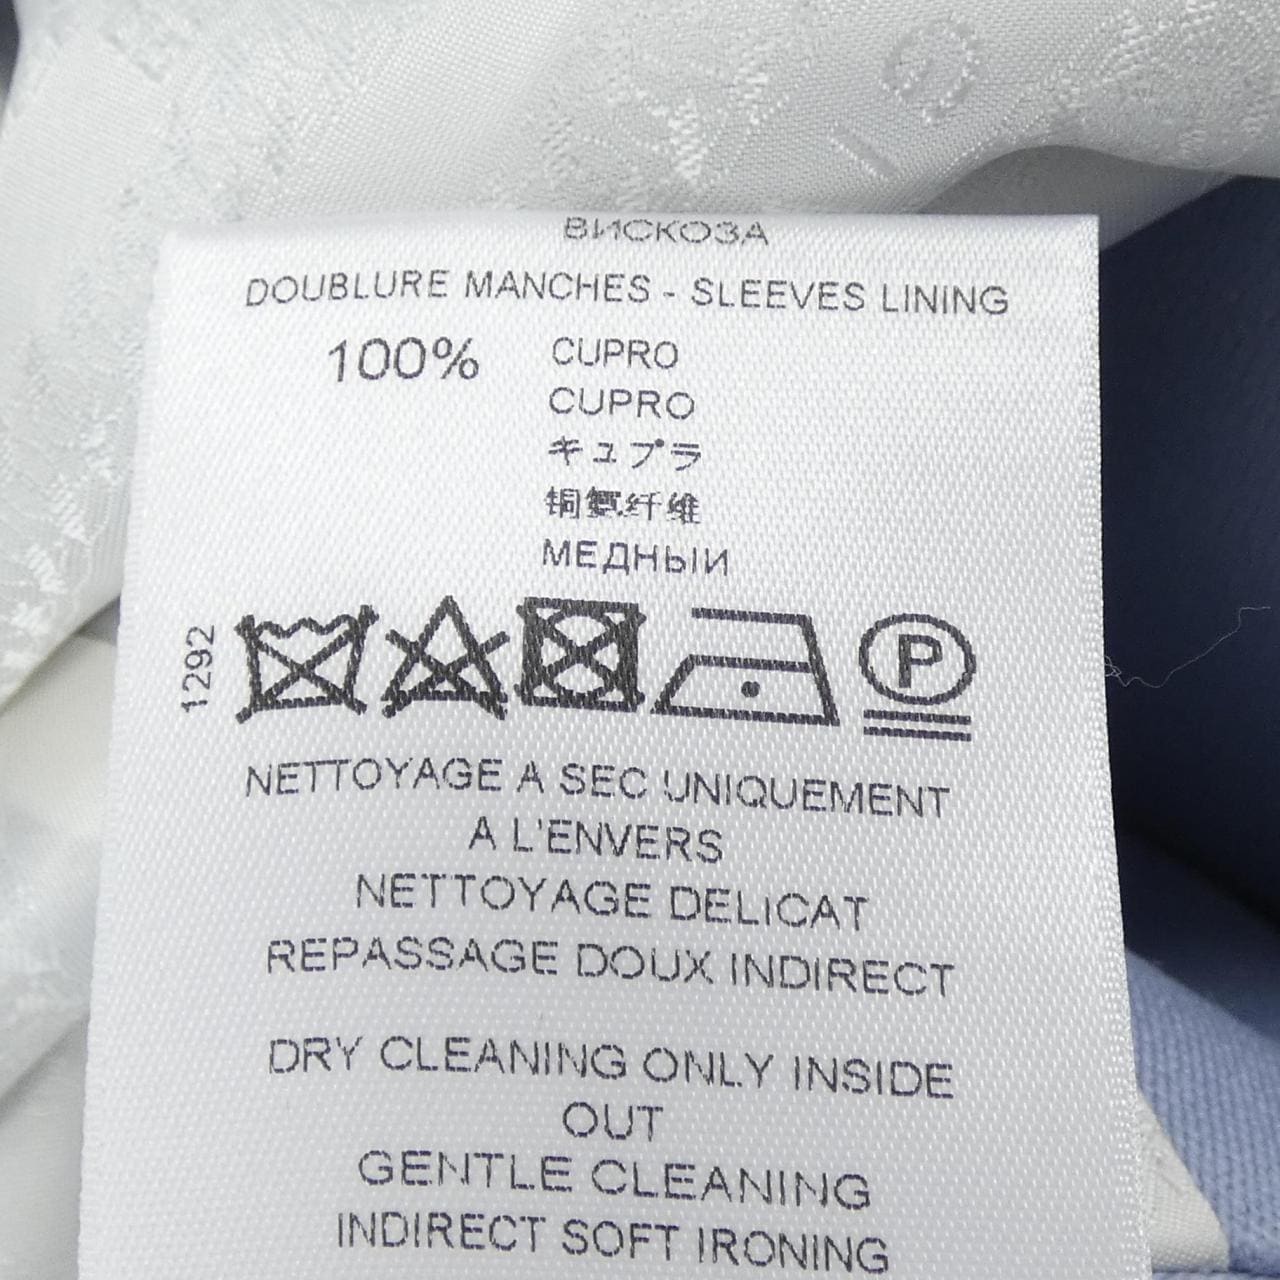 ВИСКОЗА
DOUBLURE MANCHES - SLEEVES LINING
100% CUPRO
CUPRO
キュプラ
铜氨纤维
МЕДНЫЙ
1292
P
NETTOYAGE A SEC UNIQUEMENT
A L'ENVERS
NETTOYAGE DELICAT
REPASSAGE DOUX INDIRECT
DRY CLEANING ONLY INSIDE
OUT
GENTLE CLEANING
INDIRECT SOFT IRONING